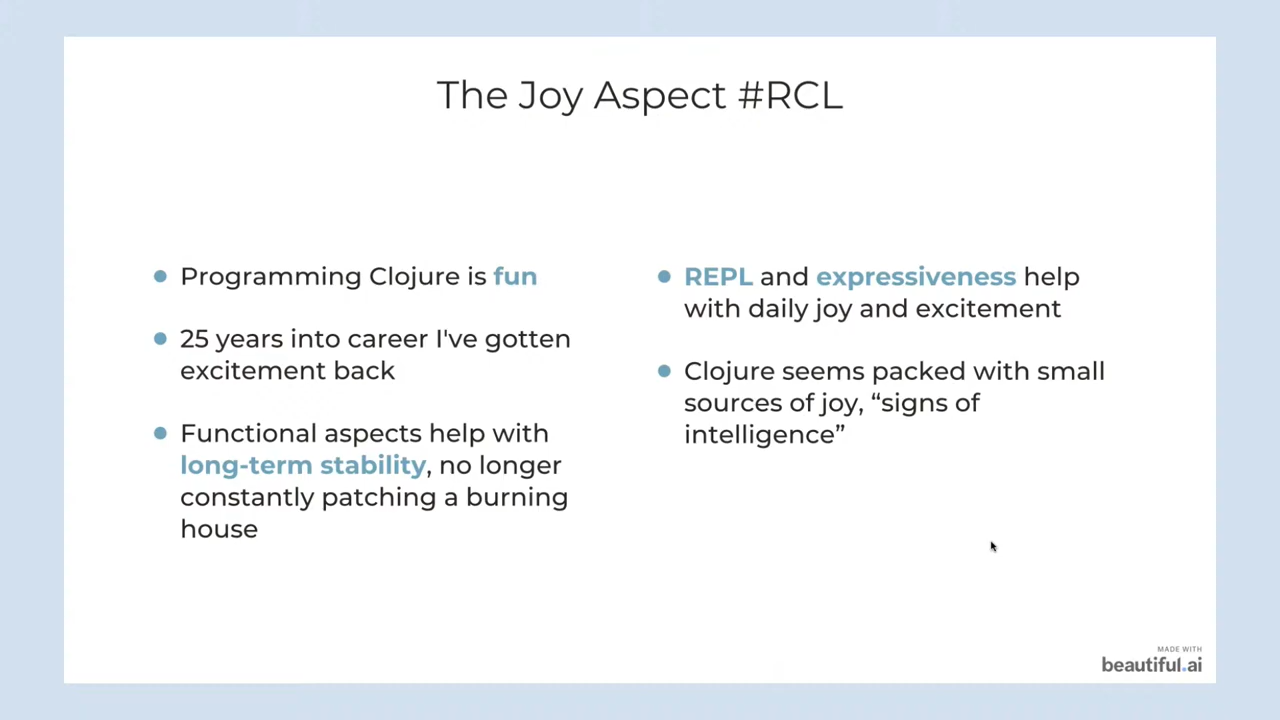 The Joy Aspect #RCL
Programming Clojure is fun
25 years into career I've gotten
excitement back
Functional aspects help with
long-term stability, no longer
constantly patching a burning
house
REPL and expressiveness help
with daily joy and excitement
Clojure seems packed with small
sources of joy, “signs of
intelligence”
MADE WITH
beautiful.ai